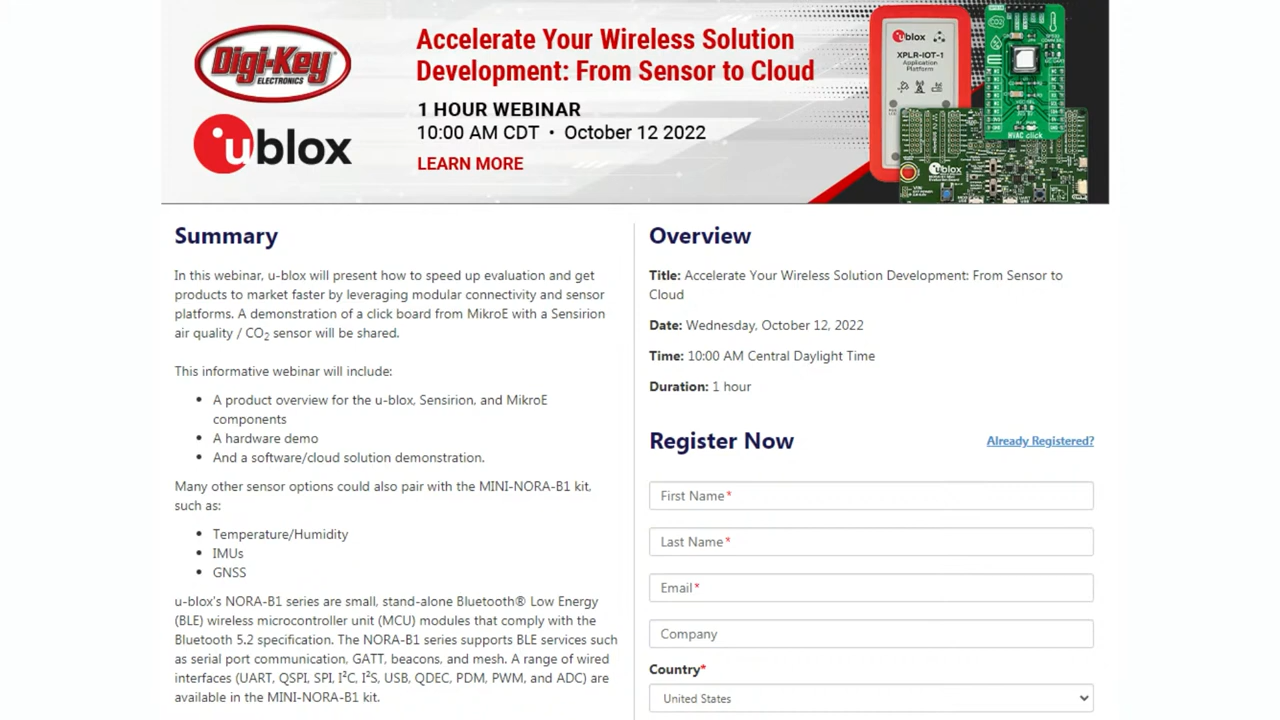 Digi-Key
ELECTRONICS
ublox
Accelerate Your Wireless Solution
Development: From Sensor to Cloud
1 HOUR WEBINAR
10:00 AM CDT • October 12 2022
LEARN MORE
ublox
XPLR-IOT-1
Application
Platform
HVAC click
ublox
Summary
In this webinar, u-blox will present how to speed up evaluation and get
products to market faster by leveraging modular connectivity and sensor
platforms. A demonstration of a click board from MikroE with a Sensirion
air quality / CO₂ sensor will be shared.
This informative webinar will include:
• A product overview for the u-blox, Sensirion, and MikroE
components
• A hardware demo
• And a software/cloud solution demonstration.
Many other sensor options could also pair with the MINI-NORA-B1 kit,
such as:
• Temperature/Humidity
• IMUs
• GNSS
u-blox's NORA-B1 series are small, stand-alone Bluetooth® Low Energy
(BLE) wireless microcontroller unit (MCU) modules that comply with the
Bluetooth 5.2 specification. The NORA-B1 series supports BLE services such
as serial port communication, GATT, beacons, and mesh. A range of wired
interfaces (UART, QSPI, SPI, I²C, I²S, USB, QDEC, PDM, PWM, and ADC) are
available in the MINI-NORA-B1 kit.
Overview
Title: Accelerate Your Wireless Solution Development: From Sensor to
Cloud
Date: Wednesday, October 12, 2022
Time: 10:00 AM Central Daylight Time
Duration: 1 hour
Register Now
Already Registered?
First Name*
Last Name*
Email*
Company
Country*
United States